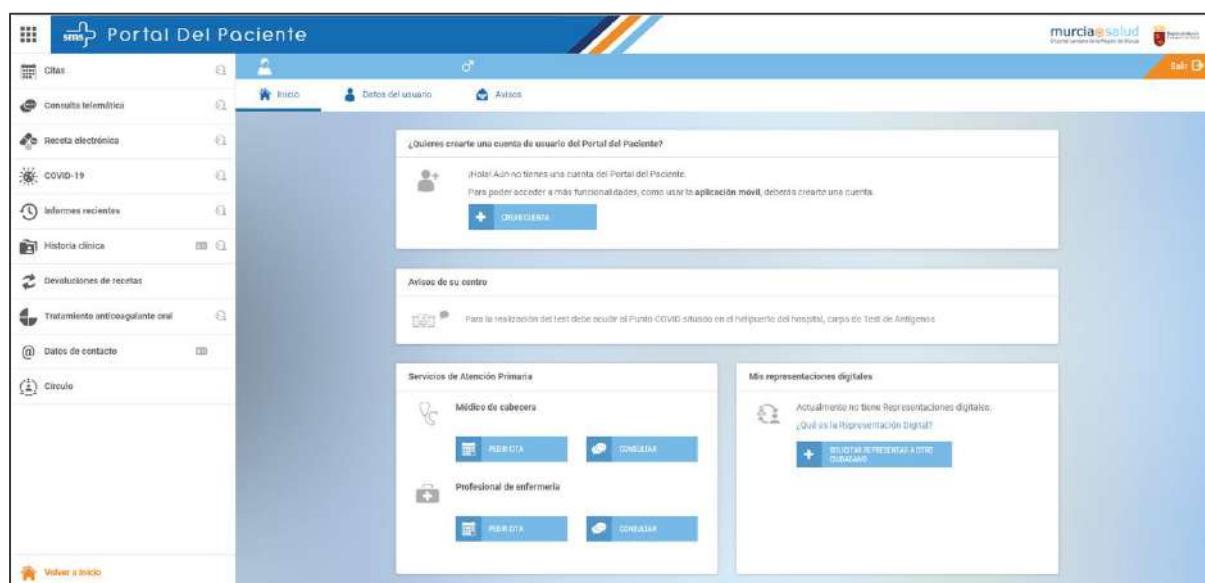 sms Portal Del Paciente
murcia salud
Salir
Citas
Consulta telemática
Receta electrónica
COVID-19
Informes recientes
Historia clínica
Devoluciones de recetas
Tratamiento anticoagulante oral
Datos de contacto
Círculo
Volver a Inicio
Inicio
Datos del usuario
Avisos
¿Quieres crearte una cuenta de usuario del Portal del Paciente?
¡Hola! Aún no tienes una cuenta del Portal del Paciente.
Para poder acceder a más funcionalidades, como usar la aplicación móvil, deberás crearte una cuenta.
CREAR CUENTA
Avisos de su centro
Para la realización del test debe acudir al Punto COVID situado en el helipuerto del hospital, carpa de Test de Antígenos
Servicios de Atención Primaria
Médico de cabecera
PEDIR CITA
CONSULTAR
Profesional de enfermería
PEDIR CITA
CONSULTAR
Mis representaciones digitales
Actualmente no tiene Representaciones digitales.
¿Qué es la Representación Digital?
SOLICITAR REPRESENTAR A OTRO
CIUDADANO